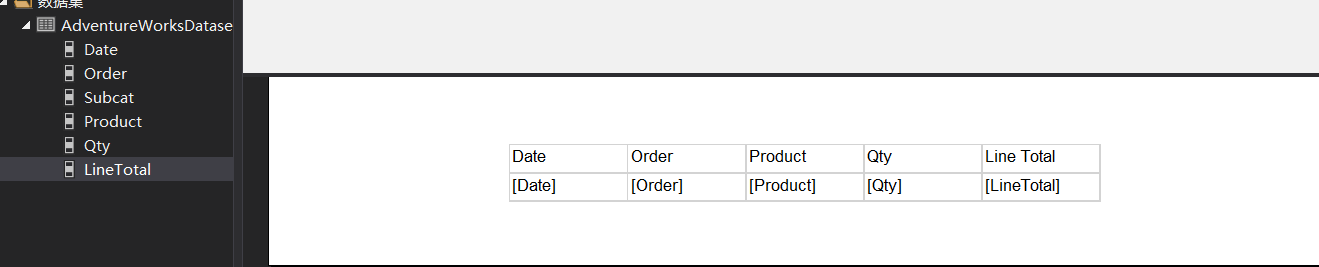 数据集
AdventureWorksDatase
Date
Order
Subcat
Product
Qty
LineTotal
Date Order Product Qty Line Total
[Date] [Order] [Product] [Qty] [LineTotal]